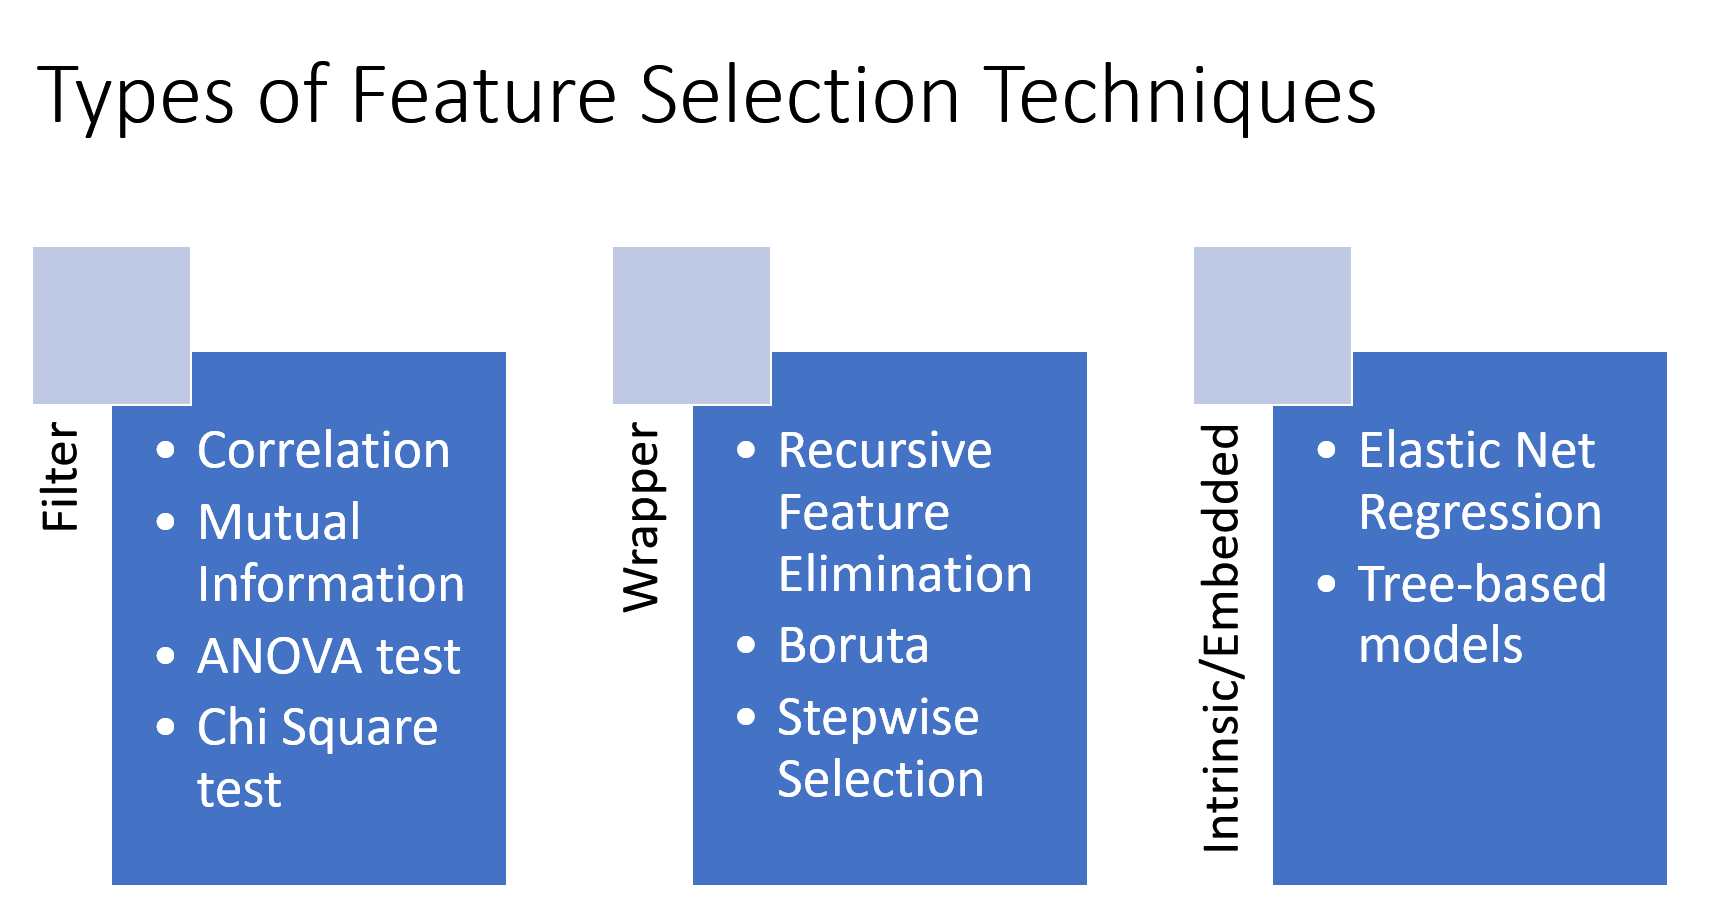 Types of Feature Selection Techniques
Filter
• Correlation
• Mutual
Information
• ANOVA test
• Chi Square
test
Wrapper
• Recursive
Feature
Elimination
• Boruta
• Stepwise
Selection
Intrinsic/Embedded
• Elastic Net
Regression
• Tree-based
models